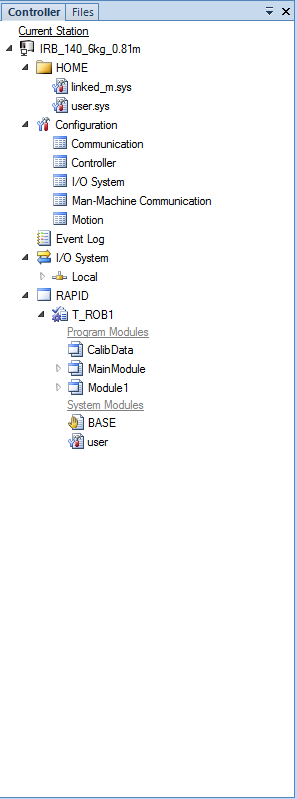 Controller Files
Current Station
IRB_140_6kg_0.81m
HOME
linked_m.sys
user.sys
Configuration
Communication
Controller
I/O System
Man-Machine Communication
Motion
Event Log
I/O System
Local
RAPID
T_ROB1
Program Modules
CalibData
MainModule
Module1
System Modules
BASE
user